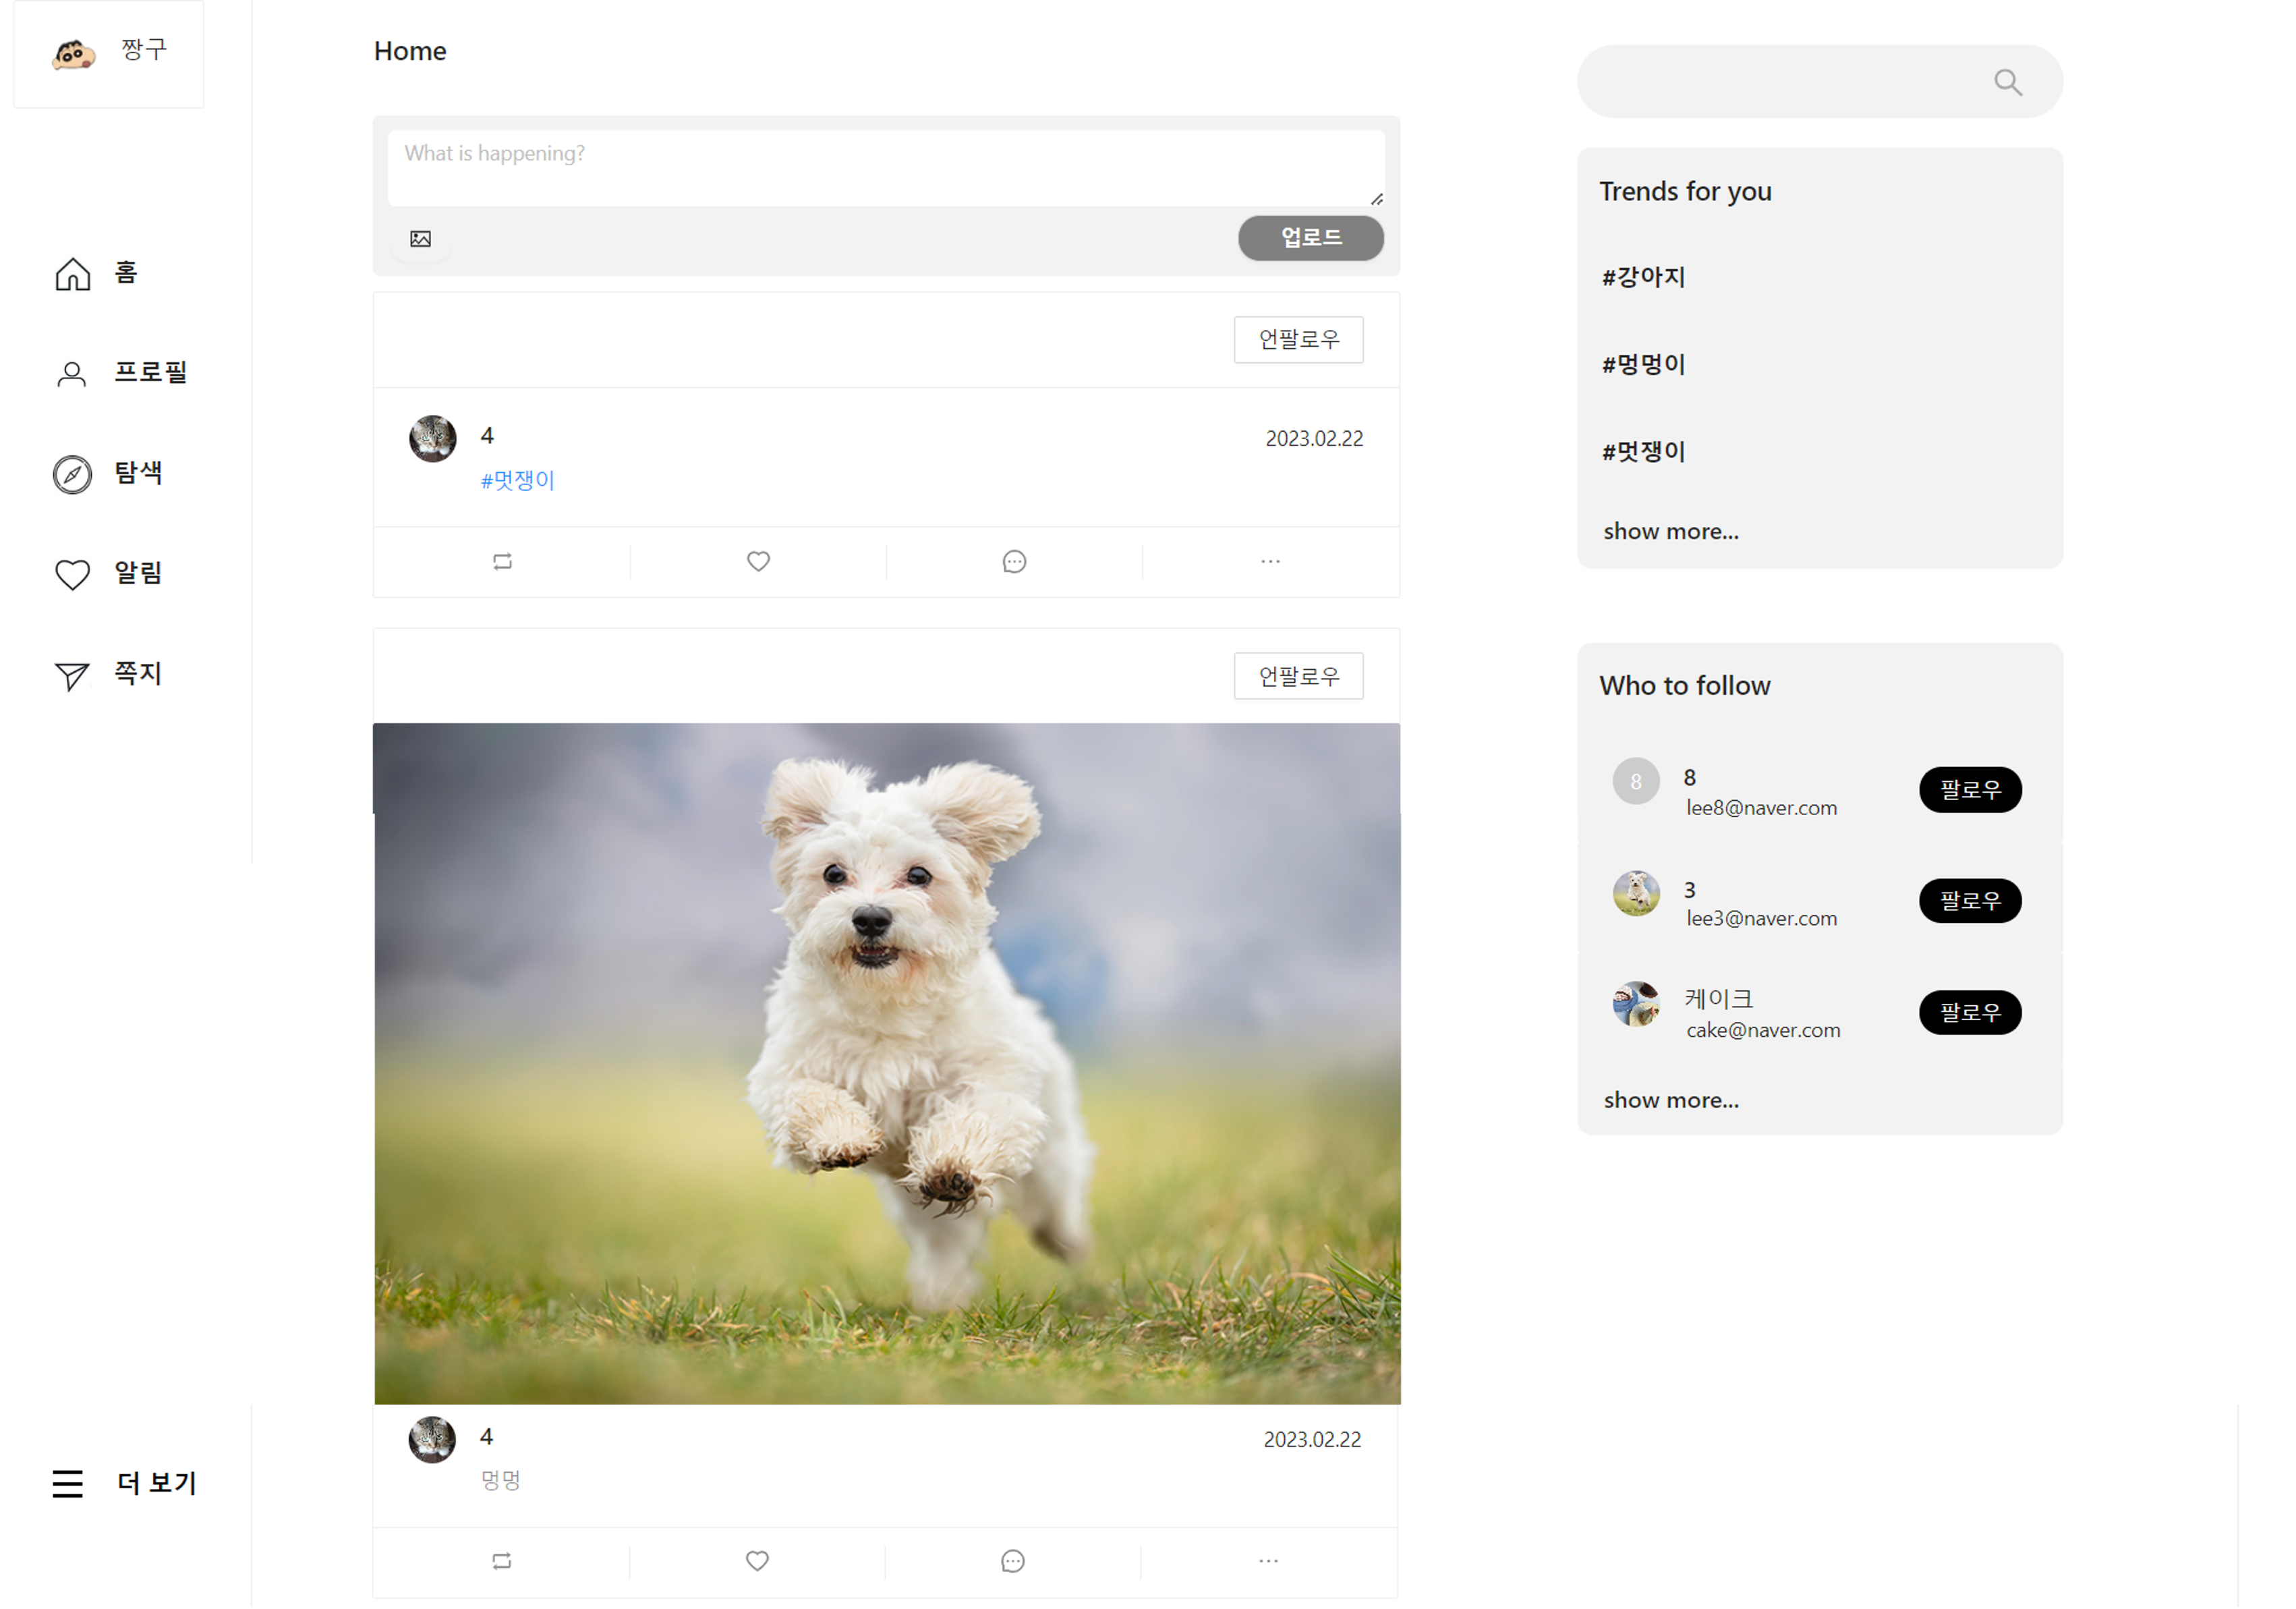 짱구
홈
프로필
탐색
알림
쪽지
더 보기
Home
What is happening?
업로드
언팔로우
4
2023.02.22
#멋쟁이
언팔로우
4
2023.02.22
멍멍
Trends for you
#강아지
#멍멍이
#멋쟁이
show more...
Who to follow
8
8
lee8@naver.com
팔로우
3
lee3@naver.com
팔로우
케이크
cake@naver.com
팔로우
show more...